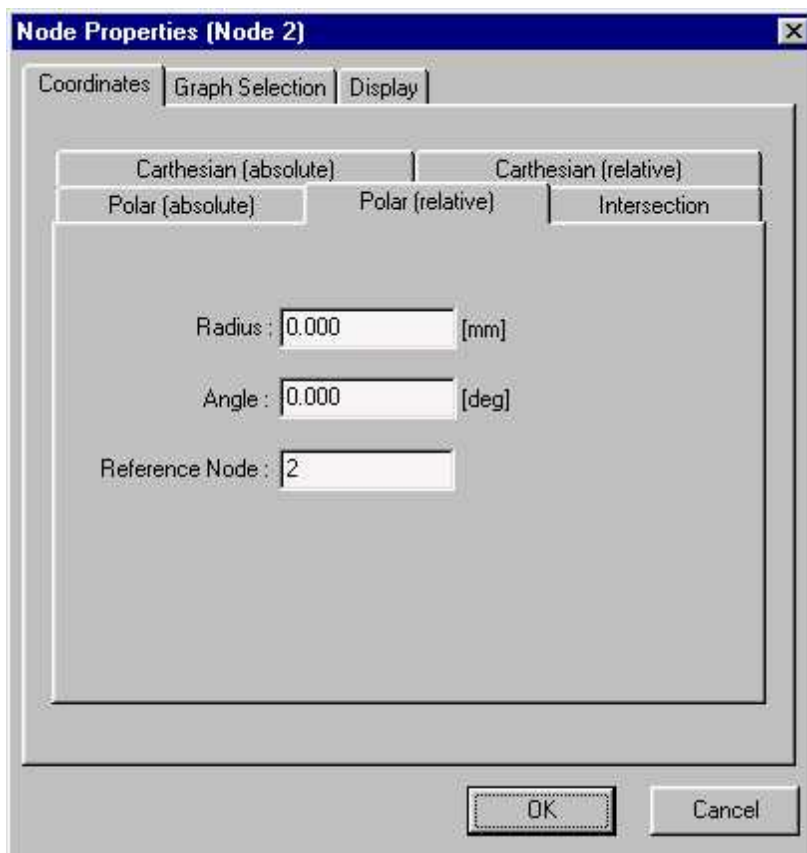 Node Properties (Node 2)
Coordinates Graph Selection Display
Carthesian (absolute) Carthesian (relative)
Polar (absolute) Polar (relative) Intersection
Radius : 0.000 [mm]
Angle : 0.000 [deg]
Reference Node : 2
OK Cancel